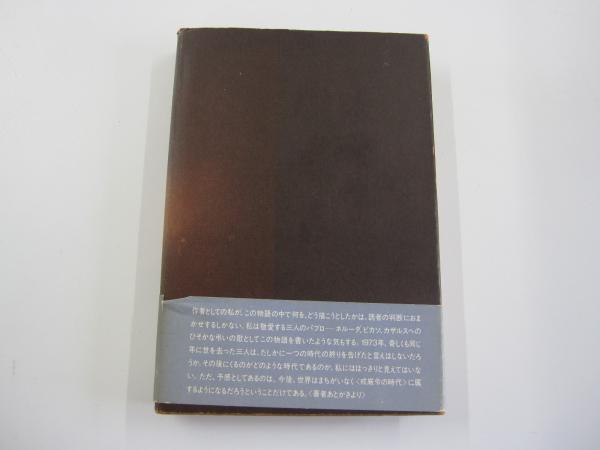 作者としての私が、この物語の中で何を、どう描こうとしたかは、読者の判断におま
かせするしかない。私は敬愛する三人のパブロ──ネルーダ、ピカソ、カザルスへの
ひそかな弔いの歌としてこの物語を書いたような気もする。1973年、奇しくも同じ
年に世を去った三人は、たしかに一つの時代の終りを告げたと言えはしないだろ
うか。その後にくるのがどのような時代であるのか、私にははっきりと見えてはいな
い。ただ、予感としてあるのは、今後、世界はまちがいなく〈戒厳令の時代〉に属
するようになるだろうということだけである。〈著者あとがきより〉